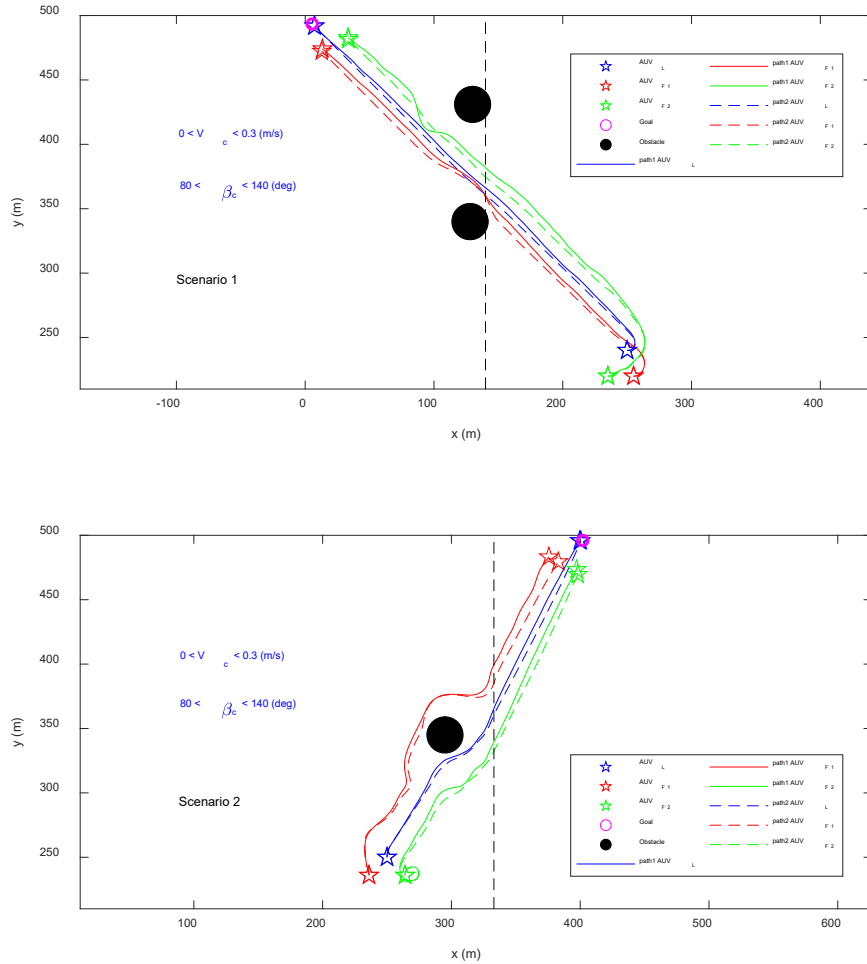 500
450
400
350
300
250
y (m)
0 < V c < 0.3 (m/s)
80 < βc < 140 (deg)
Scenario 1
AUV L
AUV F 1
AUV F 2
Goal
Obstacle
path1 AUV L
path1 AUV F 1
path1 AUV F 2
path2 AUV L
path2 AUV F 1
path2 AUV F 2
-100 0 100 200 300 400
x (m)
500
450
400
350
300
250
y (m)
0 < V c < 0.3 (m/s)
80 < βc < 140 (deg)
Scenario 2
AUV L
AUV F 1
AUV F 2
Goal
Obstacle
path1 AUV L
path1 AUV F 1
path1 AUV F 2
path2 AUV L
path2 AUV F 1
path2 AUV F 2
100 200 300 400 500 600
x (m)